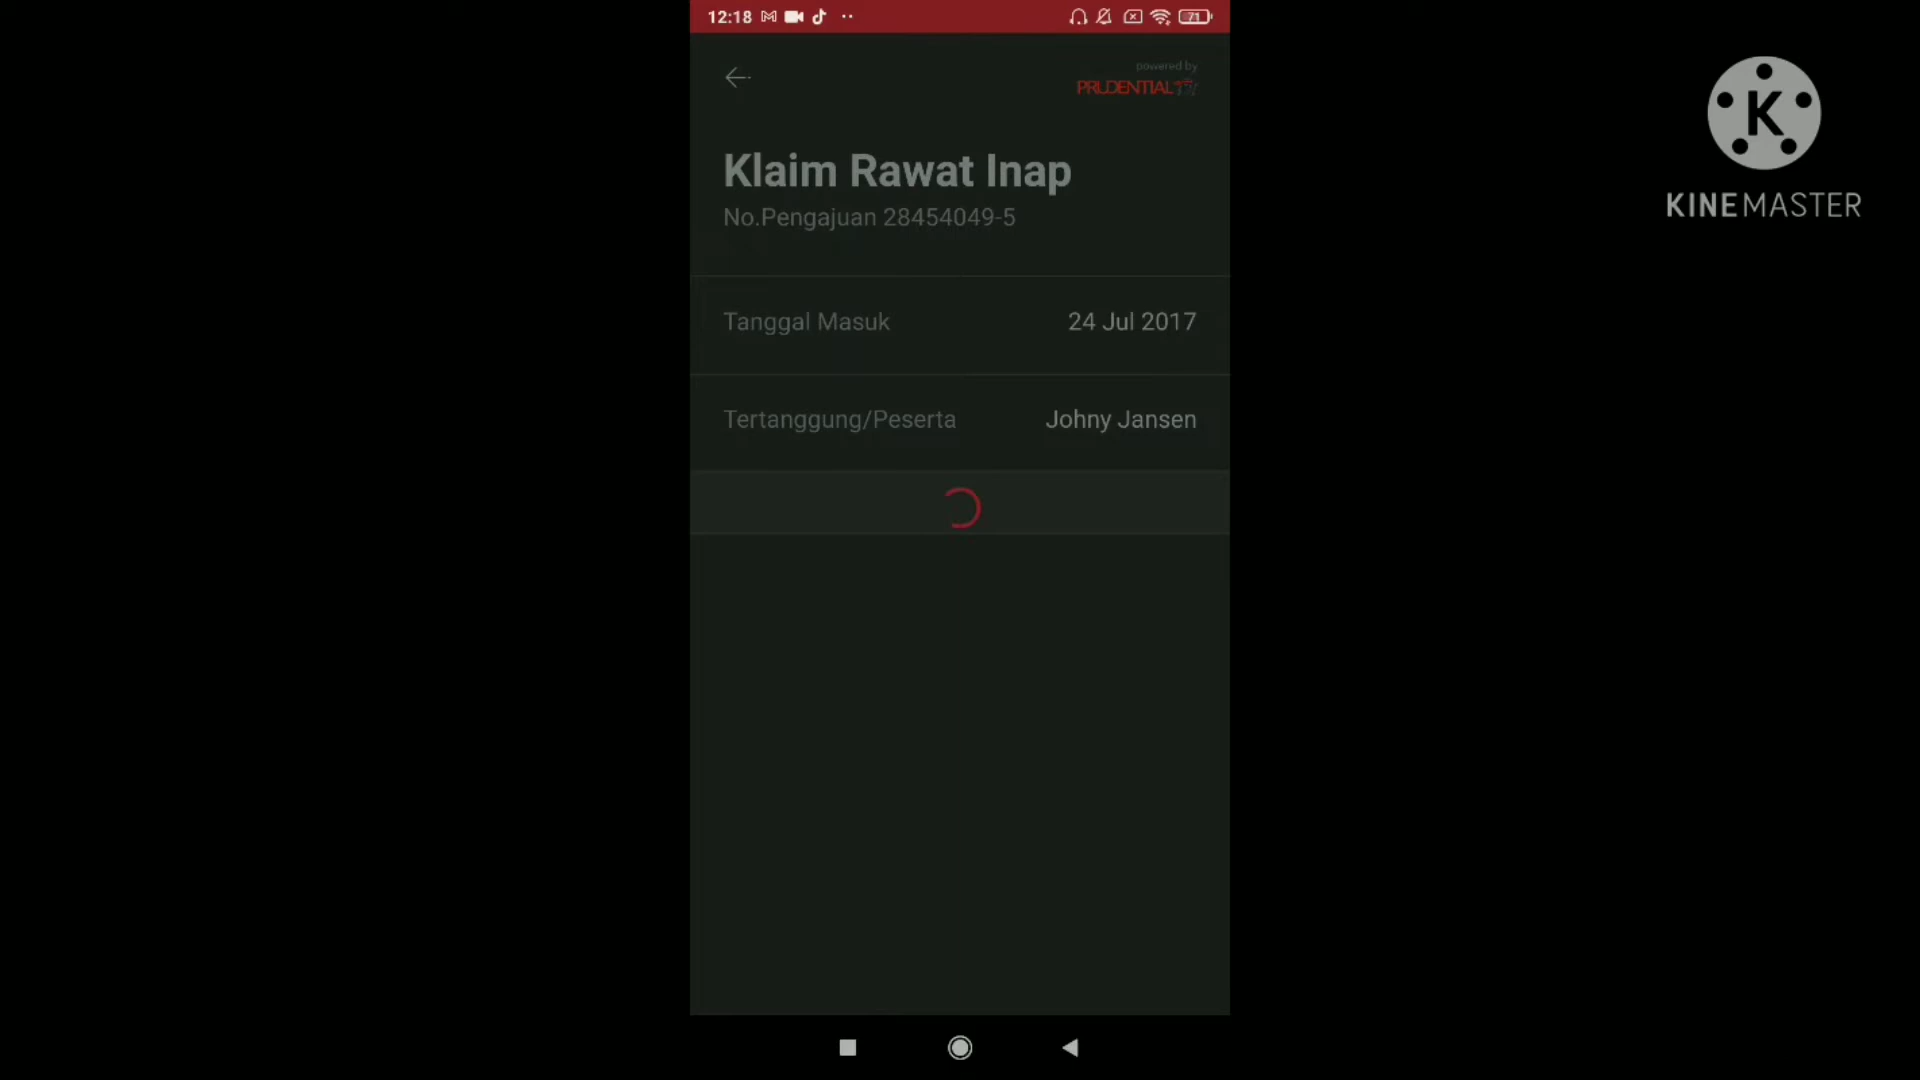 12:18
71
powered by
PRUDENTIAL
Klaim Rawat Inap
No.Pengajuan 28454049-5
Tanggal Masuk 24 Jul 2017
Tertanggung/Peserta Johny Jansen
K
KINEMASTER